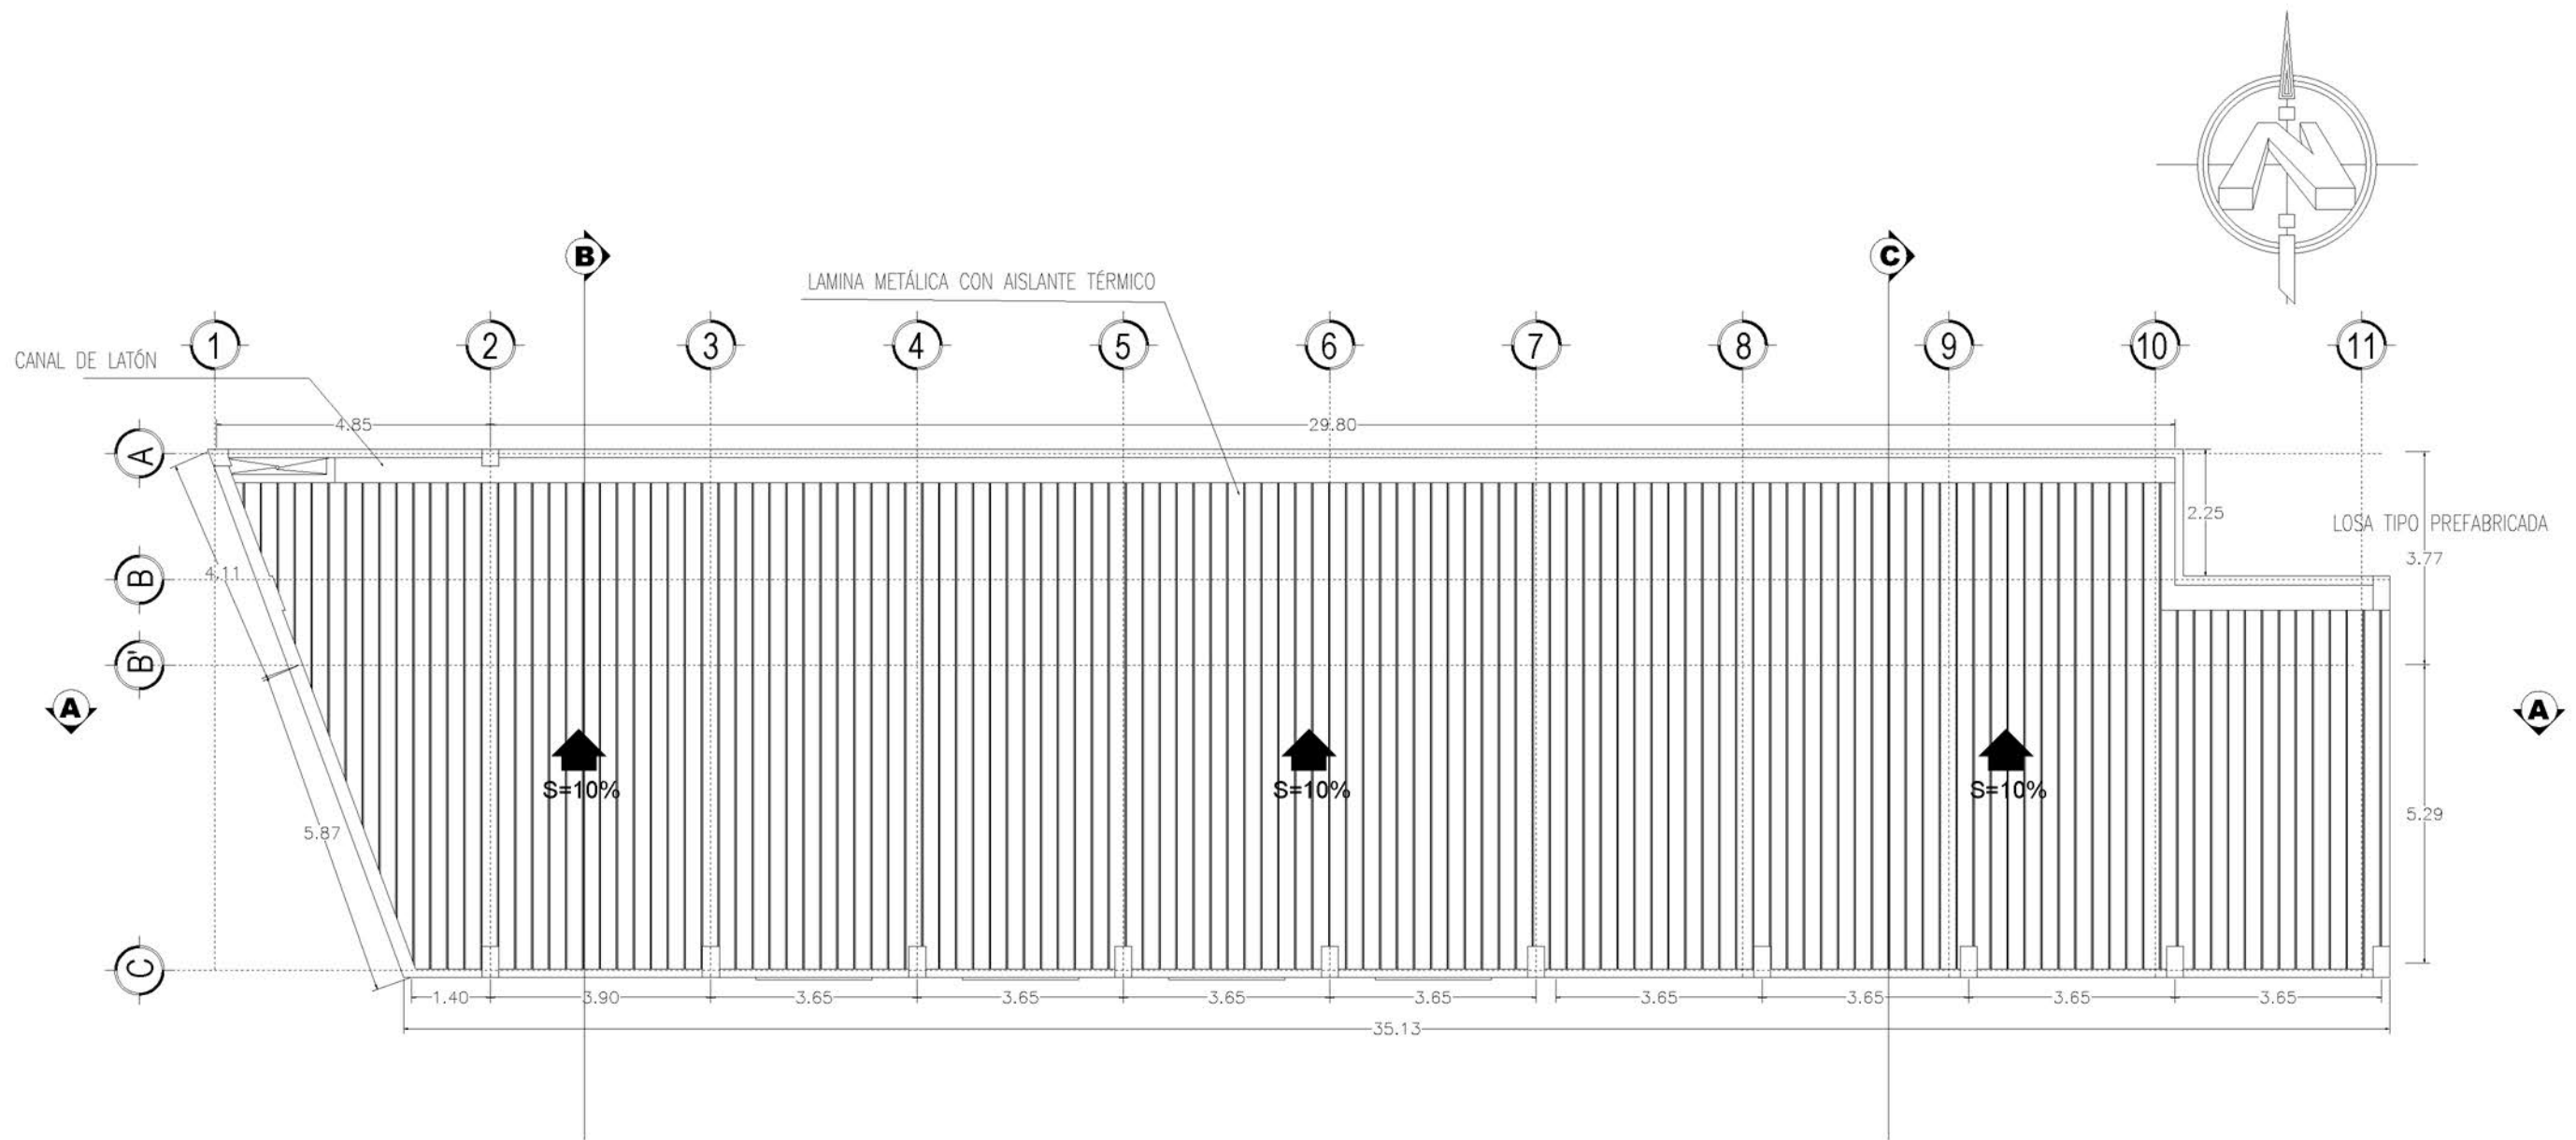 N
B
C
LAMINA METÁLICA CON AISLANTE TÉRMICO
1
2
3
4
5
6
7
8
9
10
11
CANAL DE LATÓN
4.85
29.80
A
2.25
LOSA TIPO PREFABRICADA
3.77
4.11
B
B'
A
A
S=10%
S=10%
S=10%
5.87
5.29
C
1.40
3.90
3.65
3.65
3.65
3.65
3.65
3.65
3.65
3.65
35.13